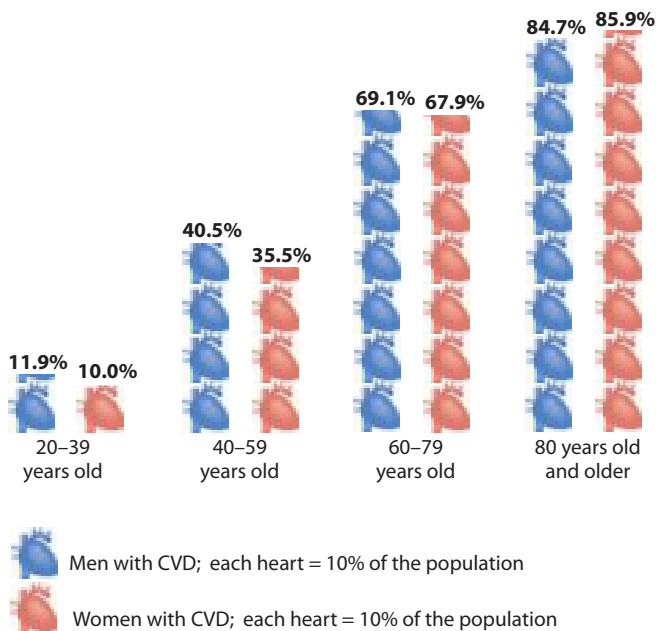 84.7% 85.9%
69.1% 67.9%
40.5% 35.5%
11.9% 10.0%
20–39
years old
40–59
years old
60–79
years old
80 years old
and older
Men with CVD; each heart = 10% of the population
Women with CVD; each heart = 10% of the population